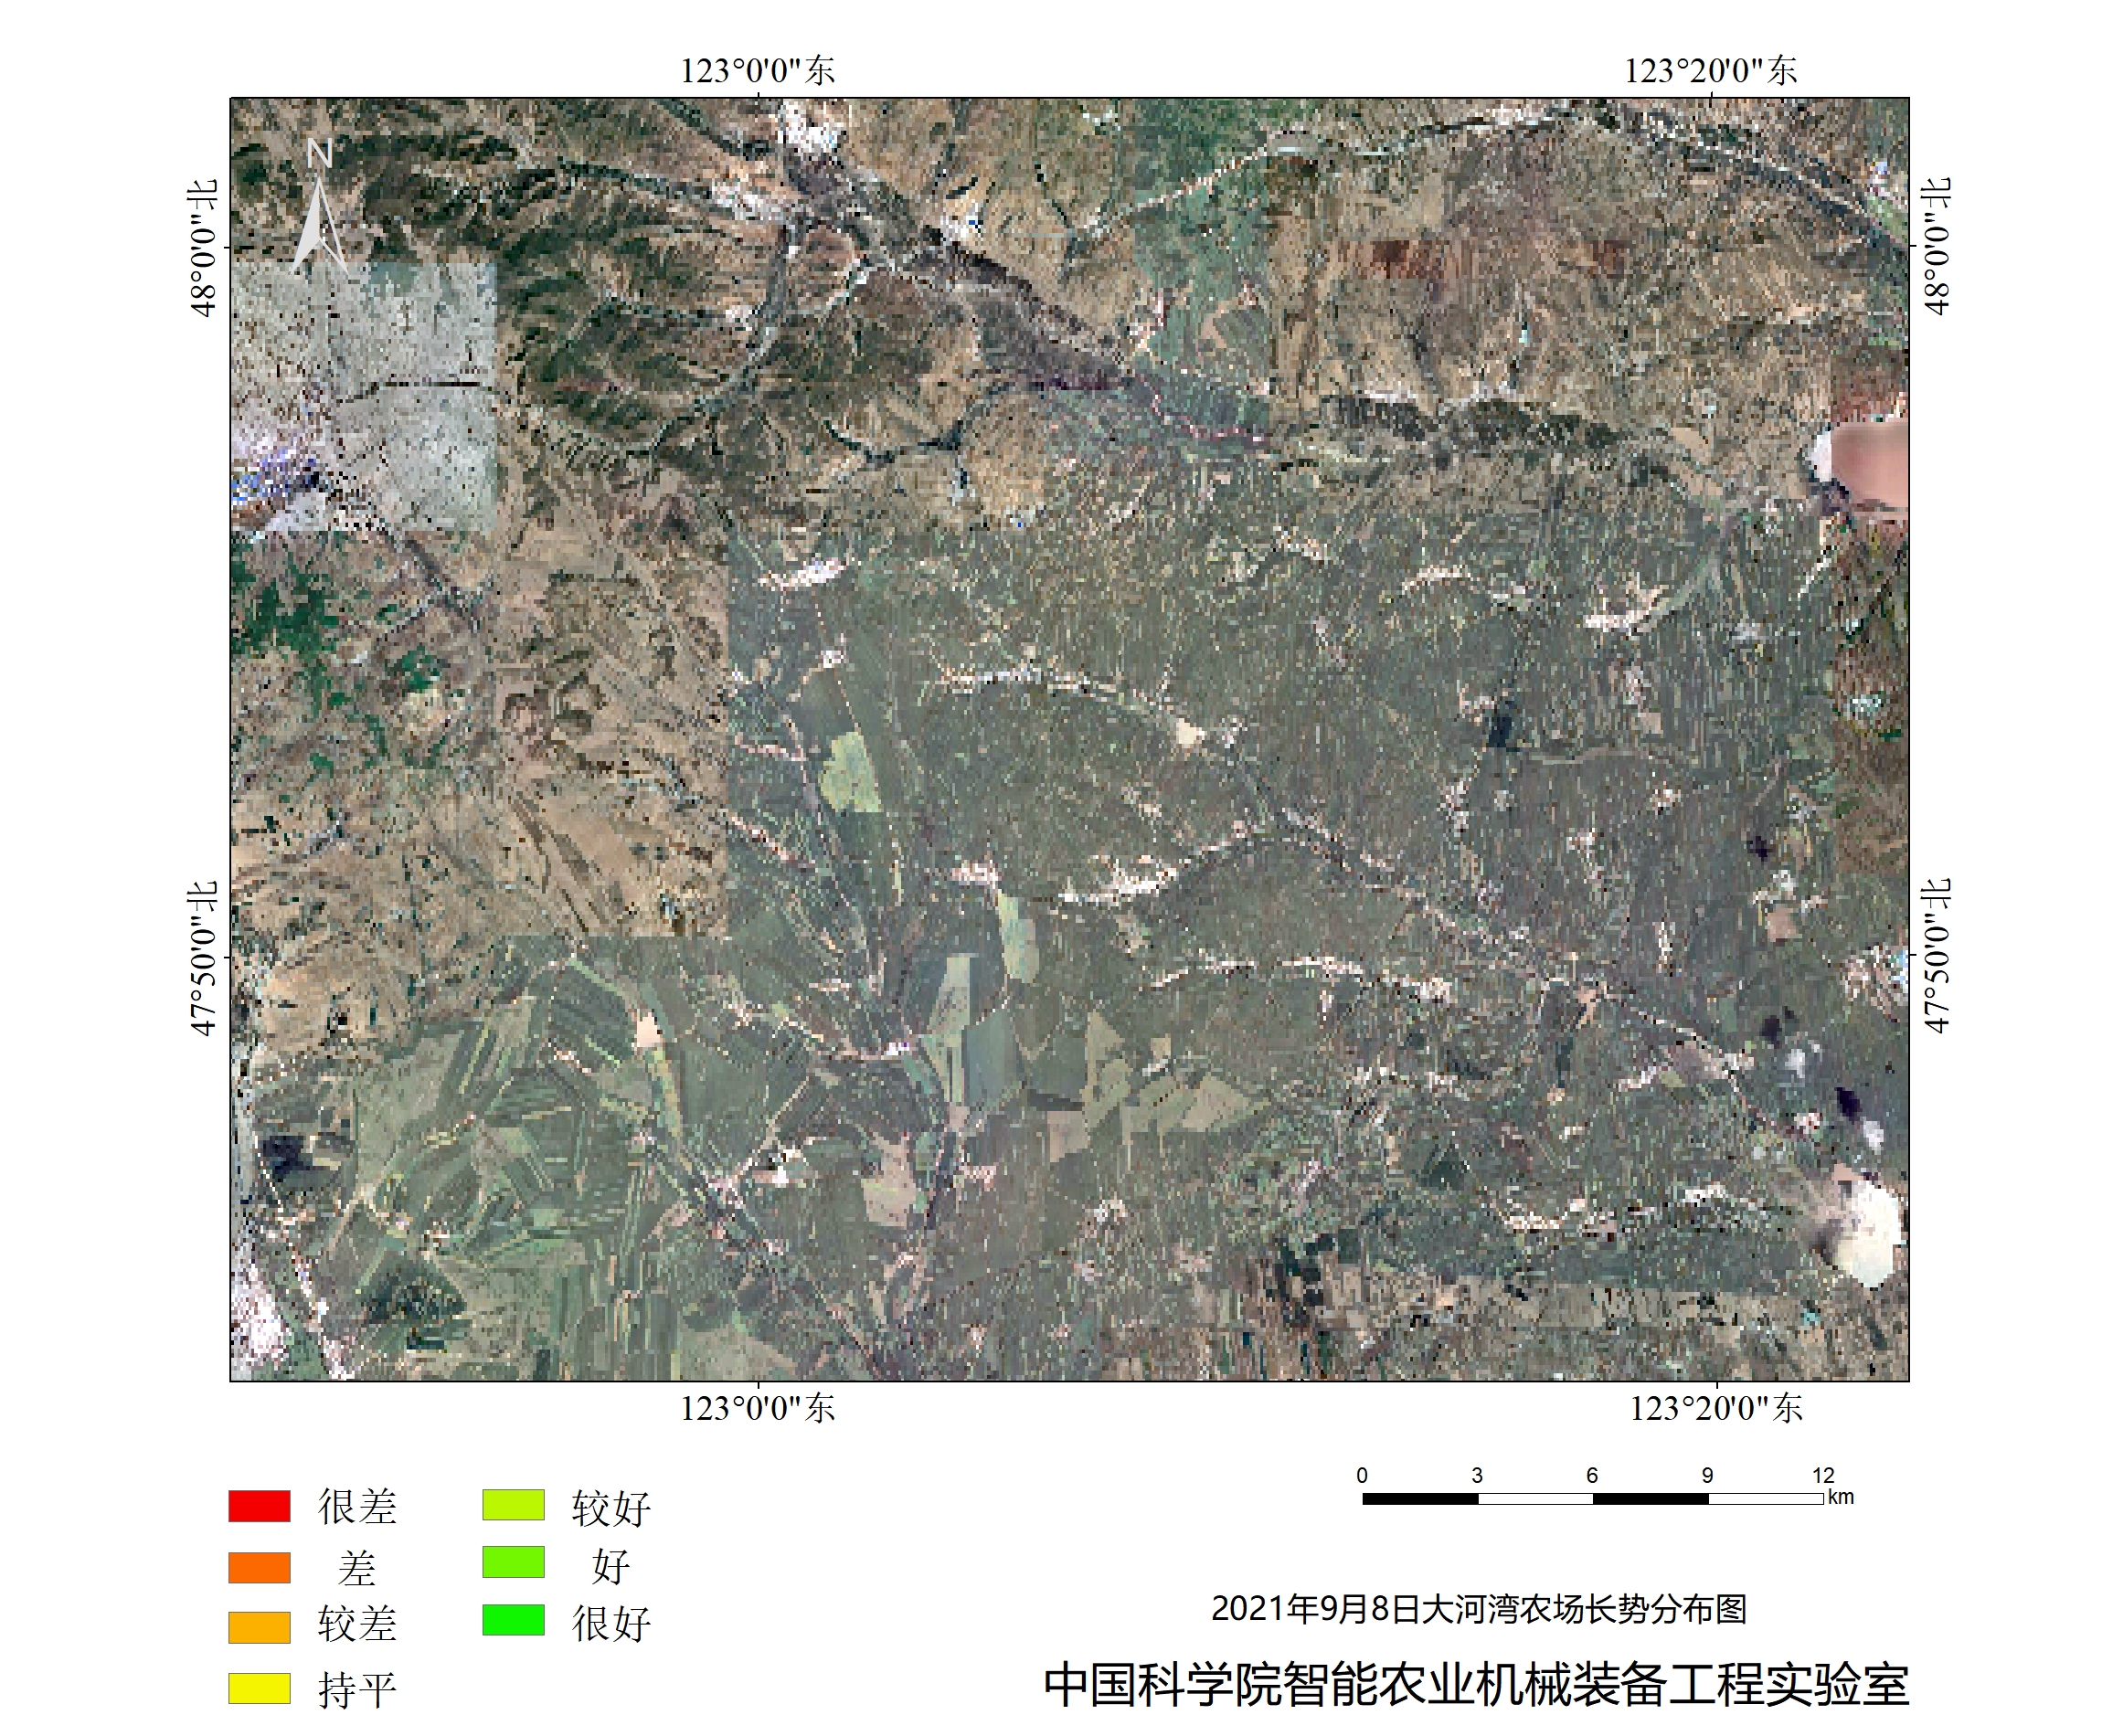 123°0'0"东 123°20'0"东
N
48°0'0"北 48°0'0"北
47°50'0"北 47°50'0"北
123°0'0"东 123°20'0"东
0 3 6 9 12
km
很差 较好
差 好
较差 很好
持平
2021年9月8日大河湾农场长势分布图
中国科学院智能农业机械装备工程实验室